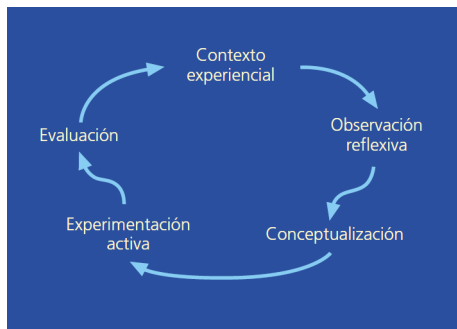 Contexto
experiencial
Observación
reflexiva
Conceptualización
Experimentación
activa
Evaluación